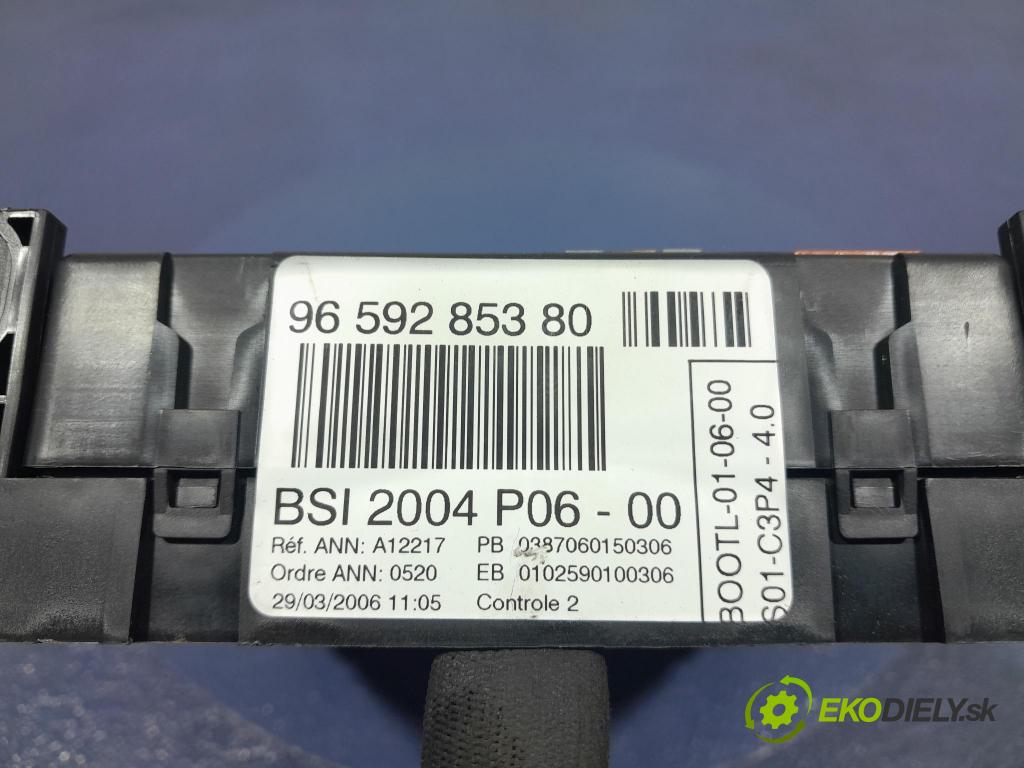 96 592 853 80
BSI 2004 P06 - 00
Réf. ANN: A12217 PB 0387060150306
Ordre ANN: 0520 EB 0102590100306
29/03/2006 11:05 Controle 2
BOOTL-01-06-00
S01-C3P4 - 4.0
EKODIELY.sk